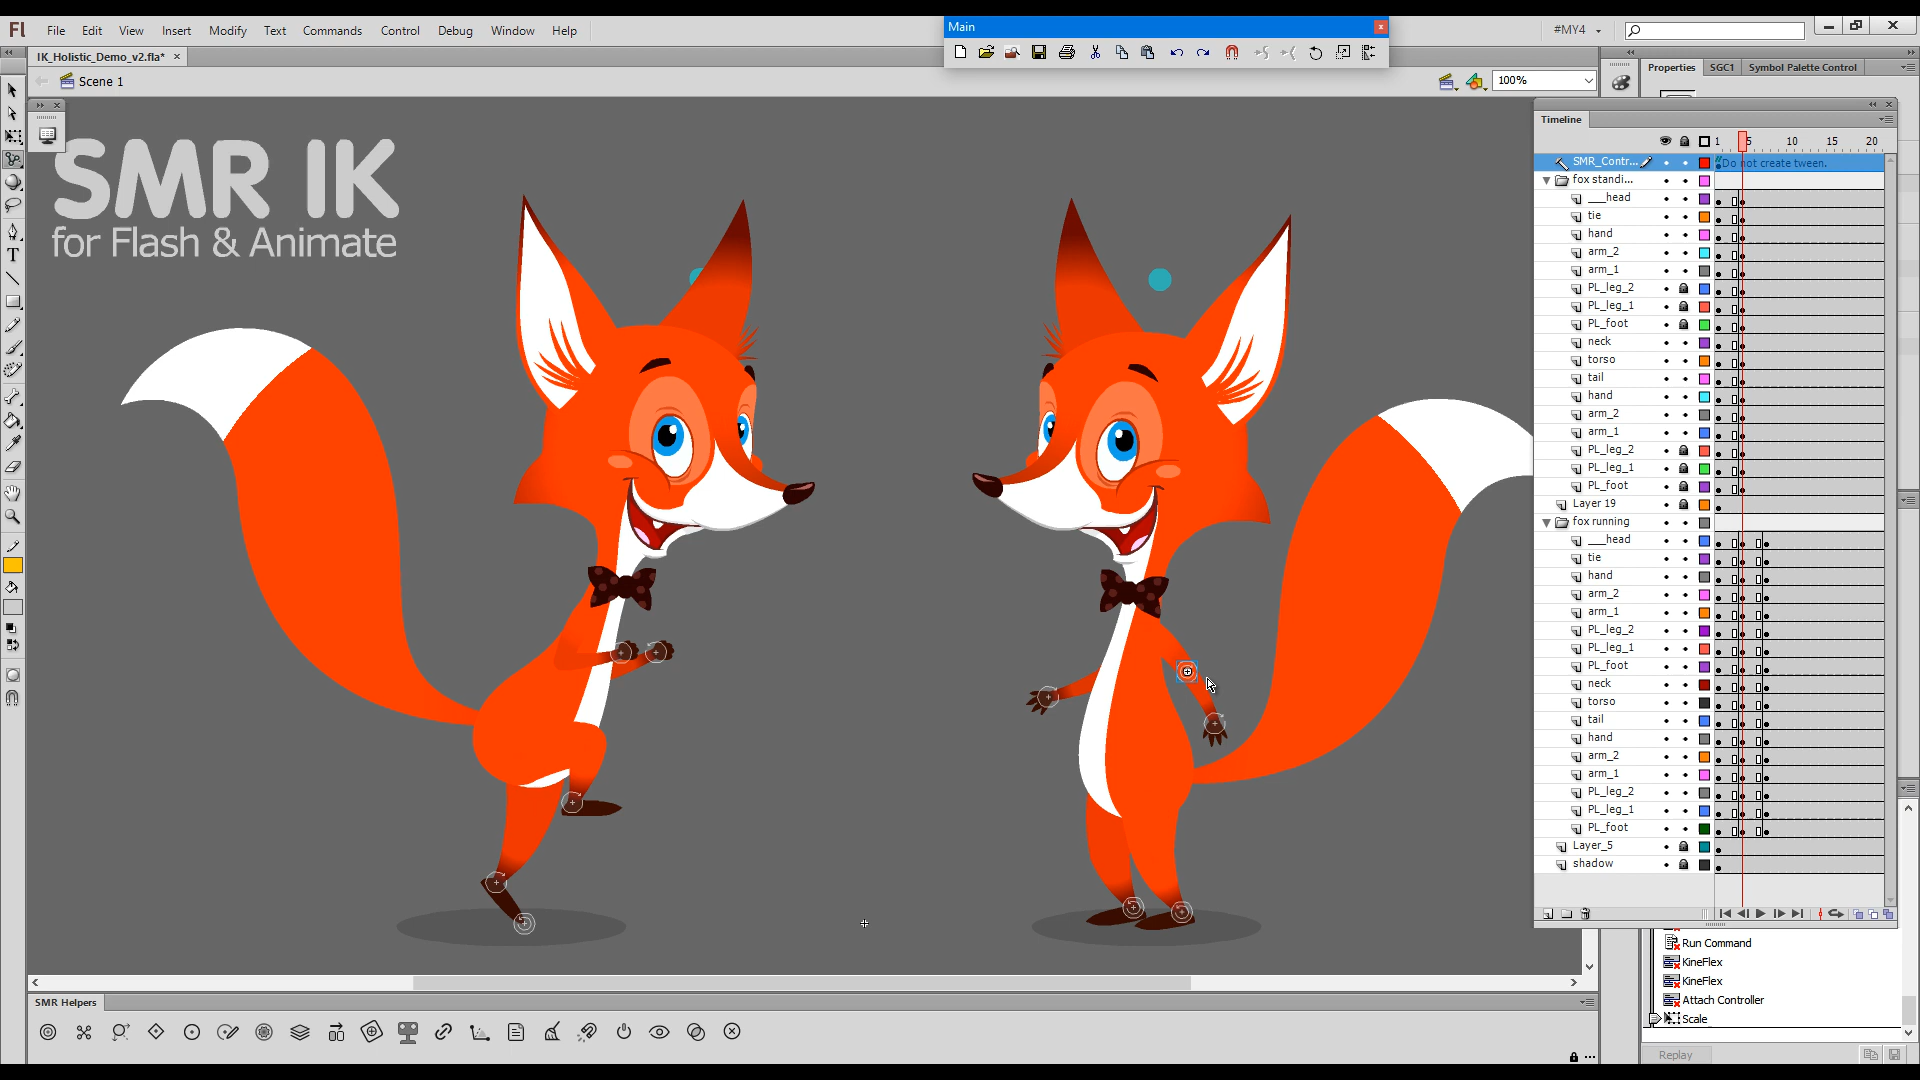 Main
Fl File Edit View Insert Modify Text Commands Control Debug Window Help #MY4
IK_Holistic_Demo_v2.fla*
Scene 1
100%
Properties SGC1 Symbol Palette Control
SMR IK
for Flash & Animate
Timeline
1 5 10 15 20
SMR_Contr... Do not create tween.
fox standi...
___head
tie
hand
arm_2
arm_1
PL_leg_2
PL_leg_1
PL_foot
neck
torso
tail
hand
arm_2
arm_1
PL_leg_2
PL_leg_1
PL_foot
Layer 19
fox running
___head
tie
hand
arm_2
arm_1
PL_leg_2
PL_leg_1
PL_foot
neck
torso
tail
hand
arm_2
arm_1
PL_leg_2
PL_leg_1
PL_foot
Layer_5
shadow
Run Command
KineFlex
KineFlex
Attach Controller
Scale
Replay
SMR Helpers